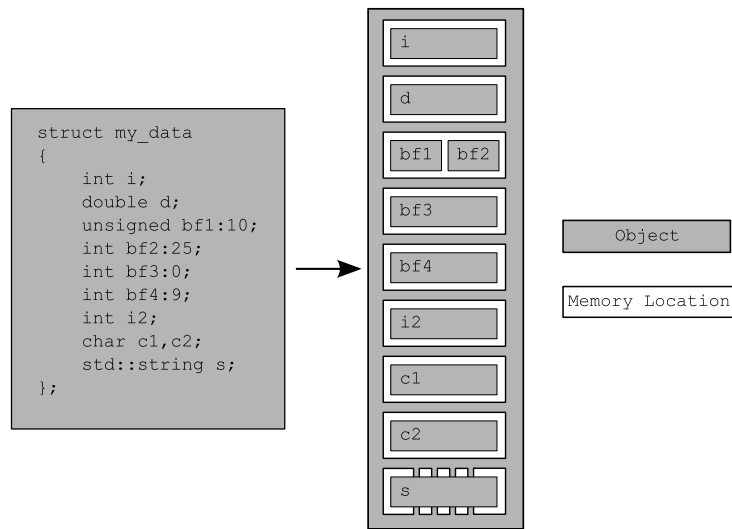 struct my_data
{
int i;
double d;
unsigned bf1:10;
int bf2:25;
int bf3:0;
int bf4:9;
int i2;
char c1,c2;
std::string s;
};
i
d
bf1 bf2
bf3
bf4
i2
c1
c2
s
Object
Memory Location